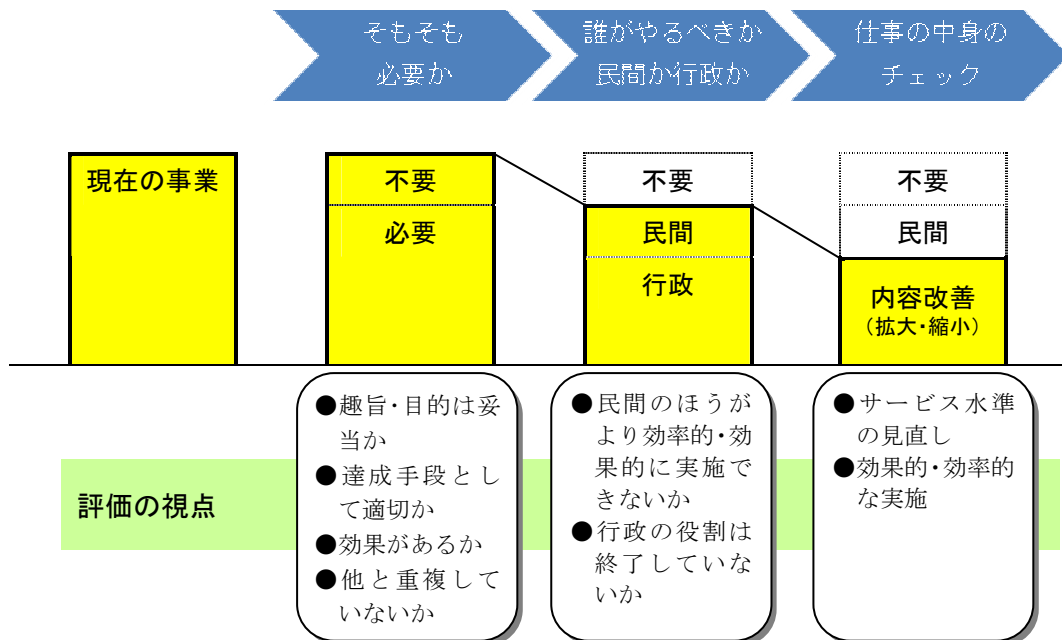 そもそも
必要か
誰がやるべきか
民間か行政か
仕事の中身の
チェック
現在の事業
不要
必要
不要
民間
行政
不要
民間
内容改善
（拡大・縮小）
評価の視点
●趣旨・目的は妥
当か
●達成手段とし
て適切か
●効果があるか
●他と重複して
いないか
●民間のほうが
より効率的・効
果的に実施で
きないか
●行政の役割は
終了していな
いか
●サービス水準
の見直し
●効果的・効率的
な実施